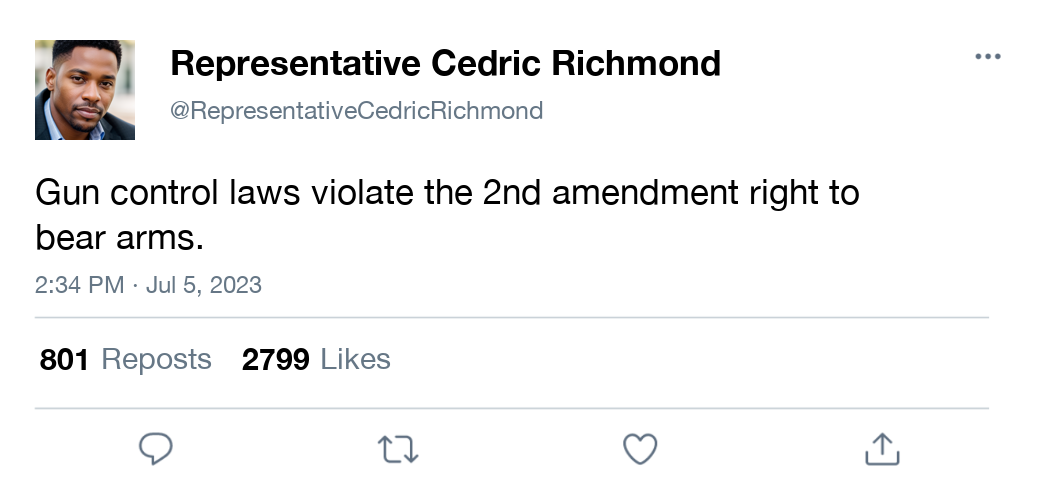 Representative Cedric Richmond
@RepresentativeCedricRichmond
Gun control laws violate the 2nd amendment right to
bear arms.
2:34 PM · Jul 5, 2023
801 Reposts 2799 Likes